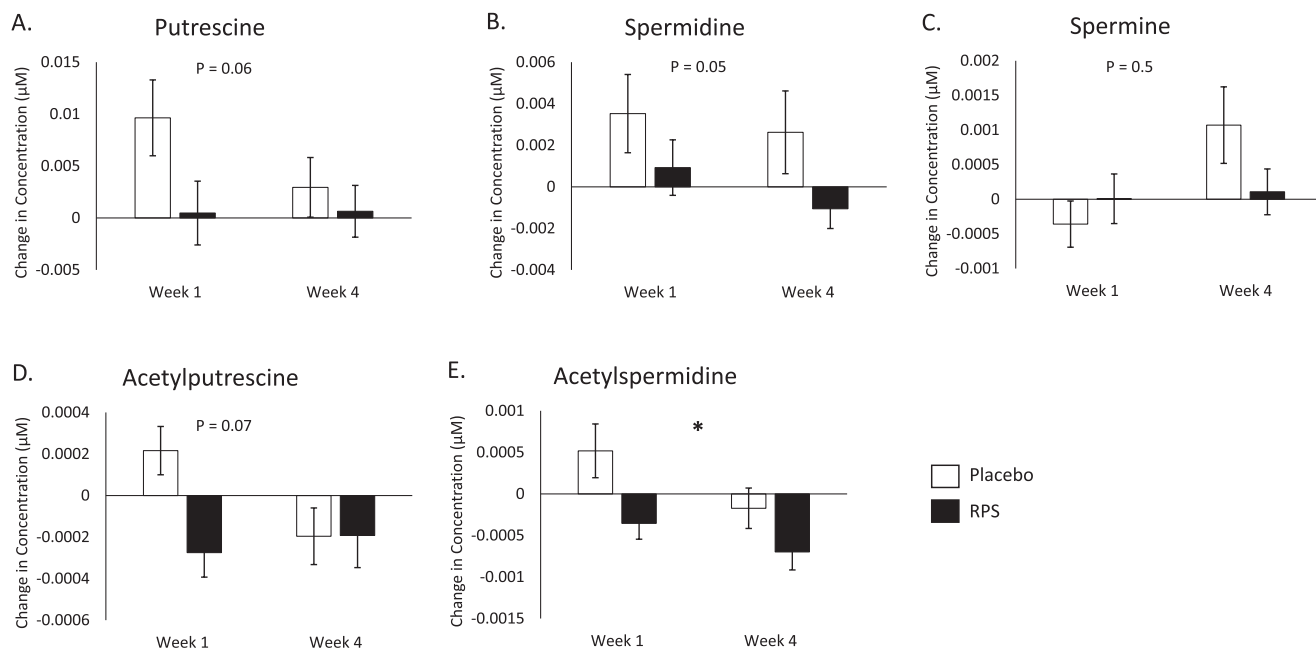 A.
Putrescine
P = 0.06
Change in Concentration (µM)
0.015
0.01
0.005
0
-0.005
Week 1
Week 4
B.
Spermidine
P = 0.05
Change in Concentration (µM)
0.006
0.004
0.002
0
-0.002
-0.004
Week 1
Week 4
C.
Spermine
P = 0.5
Change in Concentration (µM)
0.002
0.0015
0.001
0.0005
0
-0.0005
-0.001
Week 1
Week 4
D.
Acetylputrescine
P = 0.07
Change in Concentration (µM)
0.0004
0.0002
0
-0.0002
-0.0004
-0.0006
Week 1
Week 4
E.
Acetylspermidine
*
Change in Concentration (µM)
0.001
0.0005
0
-0.0005
-0.001
-0.0015
Week 1
Week 4
Placebo
RPS